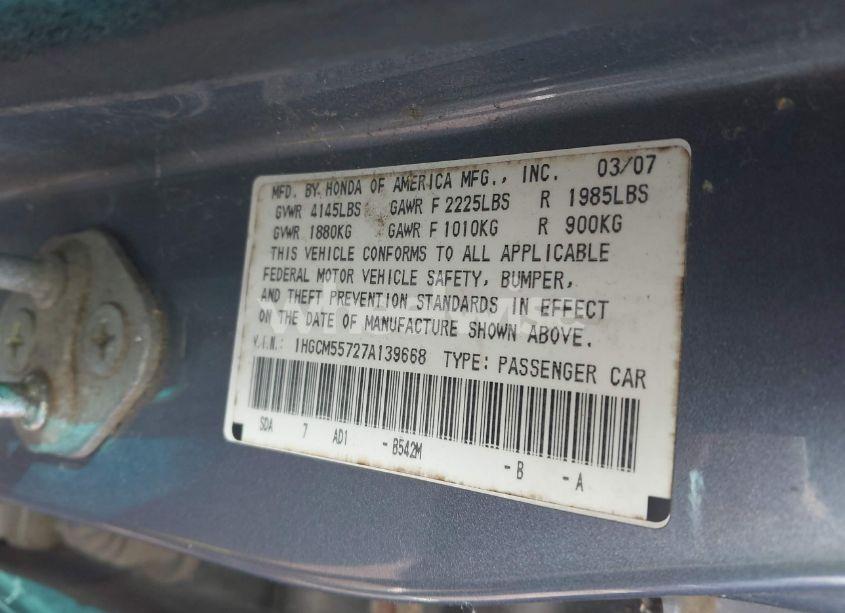 MFD. BY HONDA OF AMERICA MFG., INC. 03/07
GVWR 4145LBS GAWR F 2225LBS R 1985LBS
GVWR 1880KG GAWR F 1010KG R 900KG
THIS VEHICLE CONFORMS TO ALL APPLICABLE
FEDERAL MOTOR VEHICLE SAFETY, BUMPER,
AND THEFT PREVENTION STANDARDS IN EFFECT
ON THE DATE OF MANUFACTURE SHOWN ABOVE.
V.I.N.: 1HGCM55727A139668 TYPE: PASSENGER CAR
SDA 7 AD1 -B542M -B -A